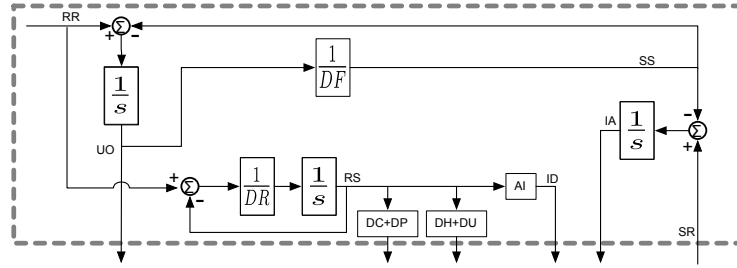 RR
+ Σ −
1/DF
SS
1/s
IA
1/s
−
Σ
+
UO
+
Σ
−
1/DR
1/s
RS
AI
ID
DC+DP
DH+DU
SR